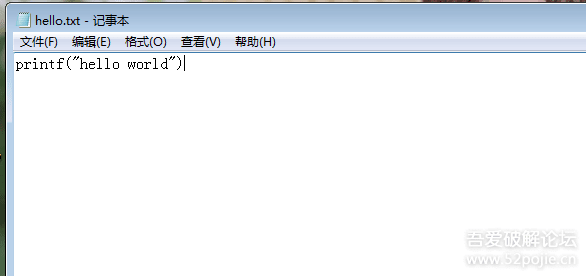 hello.txt - 记事本
文件(F) 编辑(E) 格式(O) 查看(V) 帮助(H)
printf("hello world")
吾爱破解论坛
www.52pojie.cn